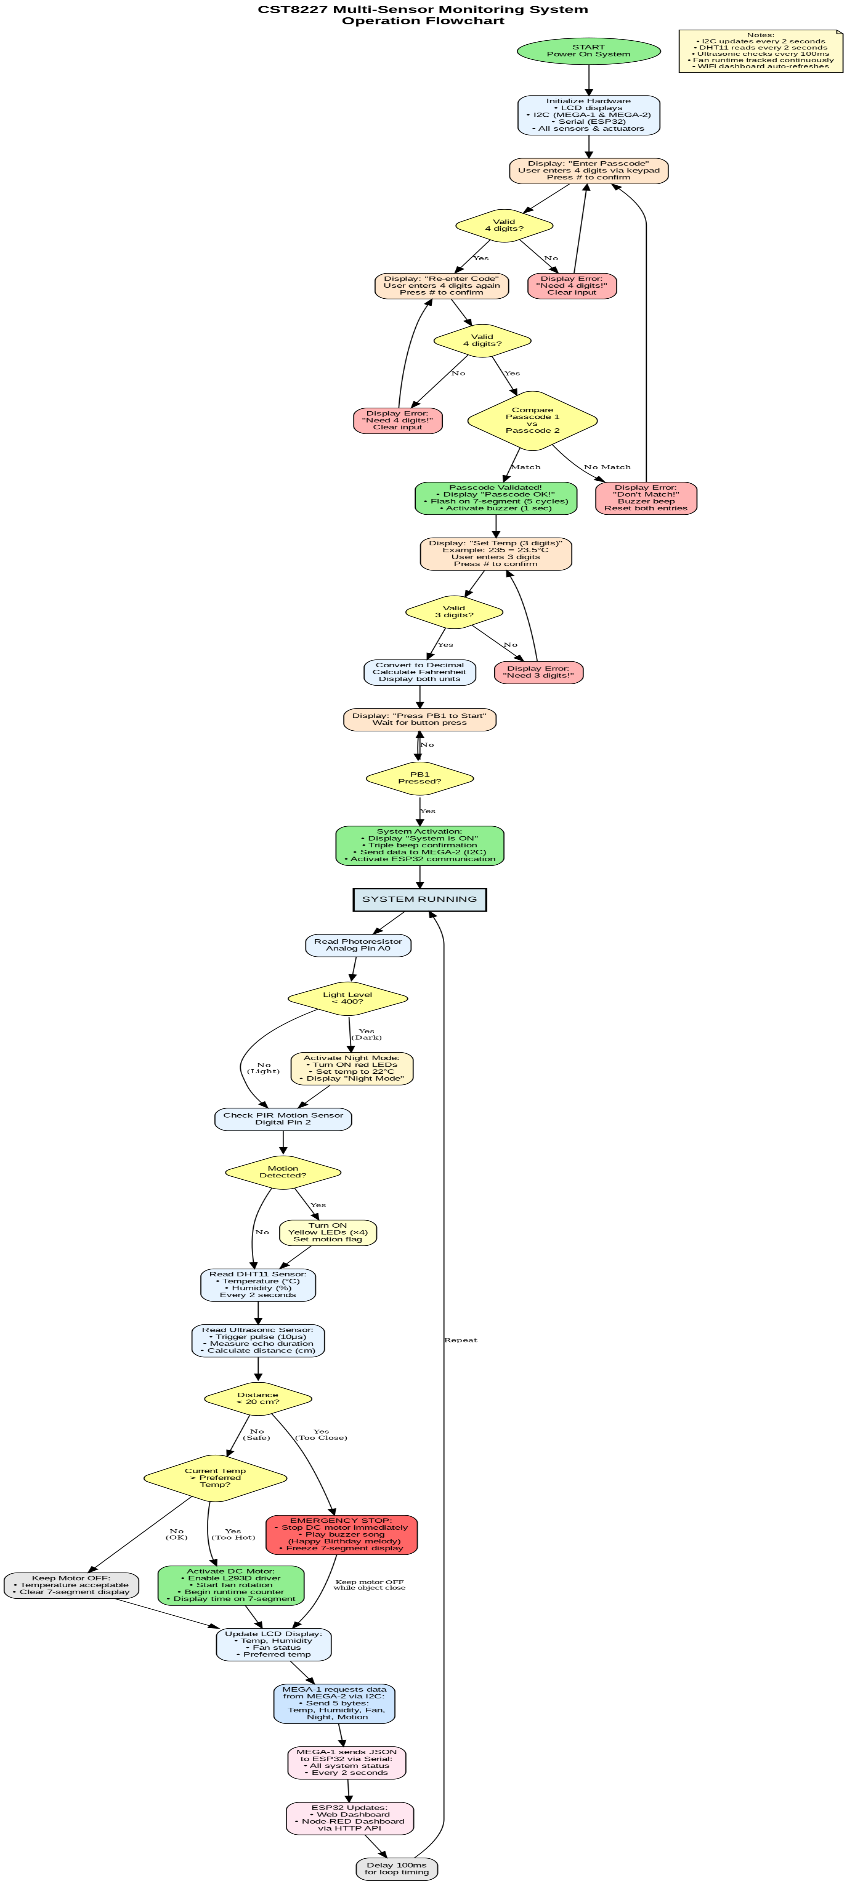 CST8227 Multi-Sensor Monitoring System
Operation Flowchart
START
Power On System
Notes:
• I2C updates every 2 seconds
• DHT11 reads every 2 seconds
• Ultrasonic checks every 100ms
• Fan runtime tracked continuously
• WiFi dashboard auto-refreshes
Initialize Hardware
• LCD displays
• I2C (MEGA-1 & MEGA-2)
• Serial (ESP32)
• All sensors & actuators
Display: "Enter Passcode"
User enters 4 digits via keypad
Press # to confirm
Valid
4 digits?
Yes
No
Display: "Re-enter Code"
User enters 4 digits again
Press # to confirm
Display Error:
"Need 4 digits!"
Clear input
Valid
4 digits?
No
Yes
Display Error:
"Need 4 digits!"
Clear input
Compare
Passcode 1
vs
Passcode 2
Match
No Match
Passcode Validated!
• Display "Passcode OK!"
• Flash on 7-segment (5 cycles)
• Activate buzzer (1 sec)
Display Error:
"Don't Match!"
Buzzer beep
Reset both entries
Display: "Set Temp (3 digits)"
Example: 235 = 23.5°C
User enters 3 digits
Press # to confirm
Valid
3 digits?
Yes
No
Convert to Decimal
Calculate Fahrenheit
Display both units
Display Error:
"Need 3 digits!"
Display: "Press PB1 to Start"
Wait for button press
No
PB1
Pressed?
Yes
System Activation:
• Display "System is ON"
• Triple beep confirmation
• Send data to MEGA-2 (I2C)
• Activate ESP32 communication
SYSTEM RUNNING
Read Photoresistor
Analog Pin A0
Light Level
< 400?
Yes
(Dark)
No
(Light)
Activate Night Mode:
• Turn ON red LEDs
• Set temp to 22°C
• Display "Night Mode"
Check PIR Motion Sensor
Digital Pin 2
Motion
Detected?
Yes
No
Turn ON
Yellow LEDs (×4)
Set motion flag
Read DHT11 Sensor:
• Temperature (°C)
• Humidity (%)
Every 2 seconds
Read Ultrasonic Sensor:
• Trigger pulse (10μs)
• Measure echo duration
• Calculate distance (cm)
Repeat
Distance
< 20 cm?
No
(Safe)
Yes
(Too Close)
Current Temp
> Preferred
Temp?
No
(OK)
Yes
(Too Hot)
EMERGENCY STOP:
• Stop DC motor immediately
• Play buzzer song
(Happy Birthday melody)
• Freeze 7-segment display
Keep Motor OFF:
• Temperature acceptable
• Clear 7-segment display
Activate DC Motor:
• Enable L293D driver
• Start fan rotation
• Begin runtime counter
• Display time on 7-segment
Keep motor OFF
while object close
Update LCD Display:
• Temp, Humidity
• Fan status
• Preferred temp
MEGA-1 requests data
from MEGA-2 via I2C:
• Send 5 bytes:
Temp, Humidity, Fan,
Night, Motion
MEGA-1 sends JSON
to ESP32 via Serial:
• All system status
• Every 2 seconds
ESP32 Updates:
• Web Dashboard
• Node-RED Dashboard
via HTTP API
Delay 100ms
for loop timing